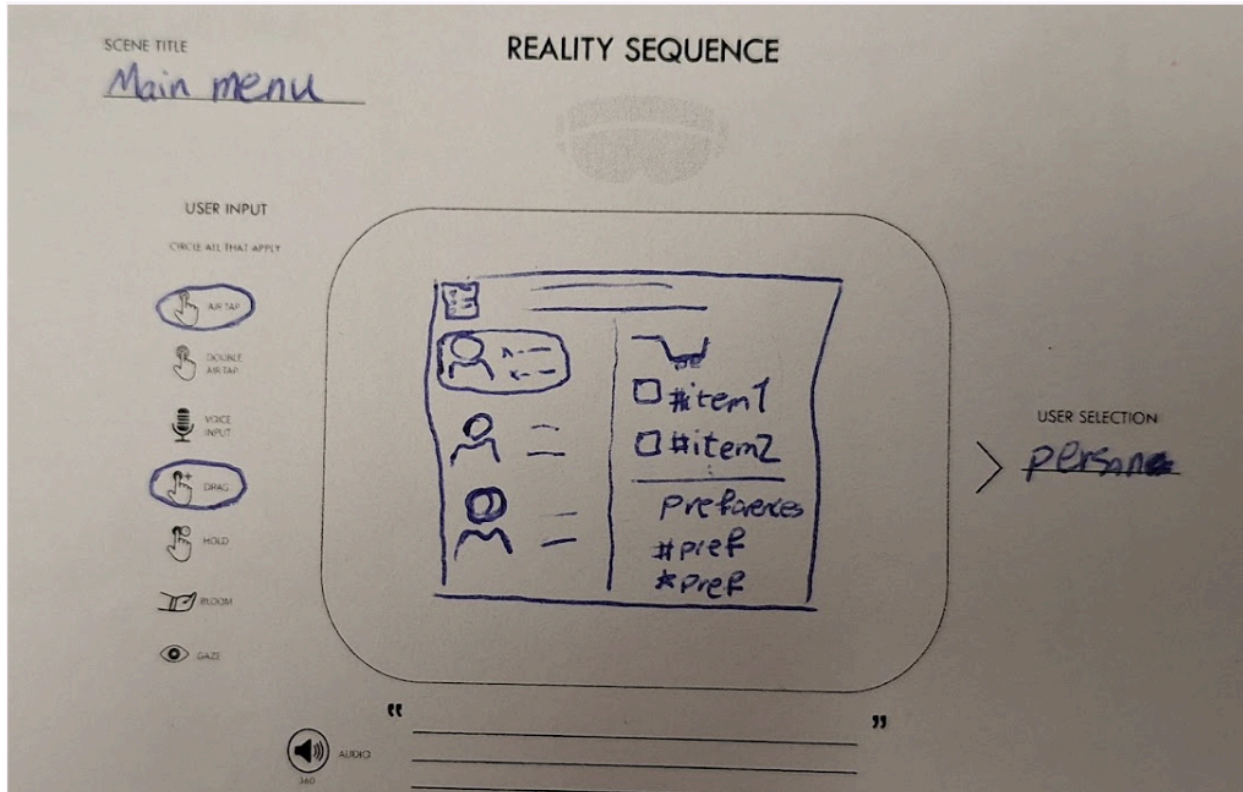 SCENE TITLE
Main menu
REALITY SEQUENCE
USER INPUT
CIRCLE ALL THAT APPLY
AIR TAP
DOUBLE
AIR TAP
VOICE
INPUT
DRAG
HOLD
BLOOM
GAZE
#item1
#item2
preferences
#pref
*pref
USER SELECTION
person
“
”
AUDIO
360